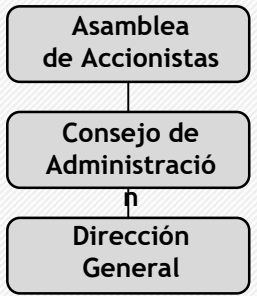 Asamblea
de Accionistas
Consejo de
Administració
n
Dirección
General